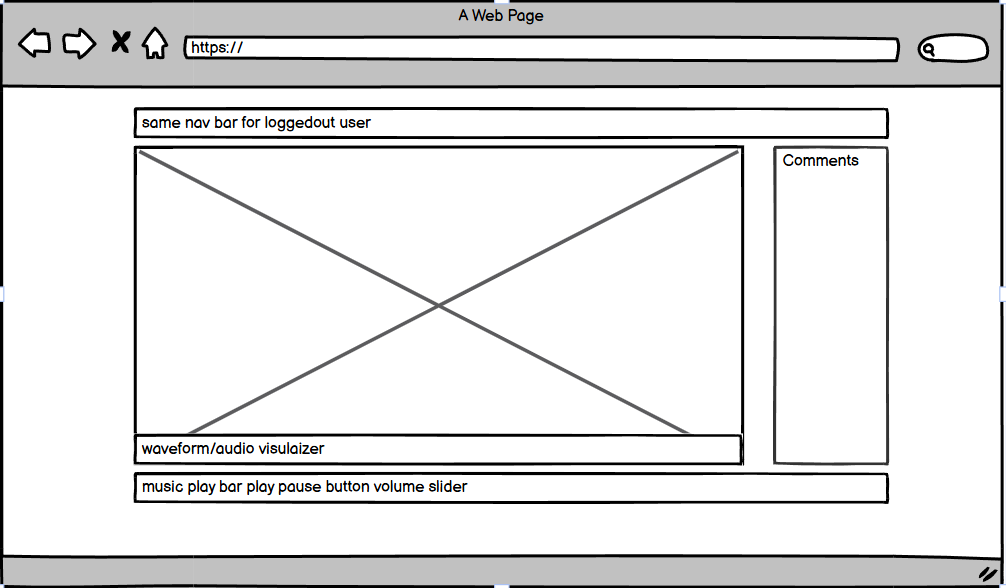 A Web Page
https://
same nav bar for loggedout user
Comments
waveform/audio visulaizer
music play bar play pause button volume slider